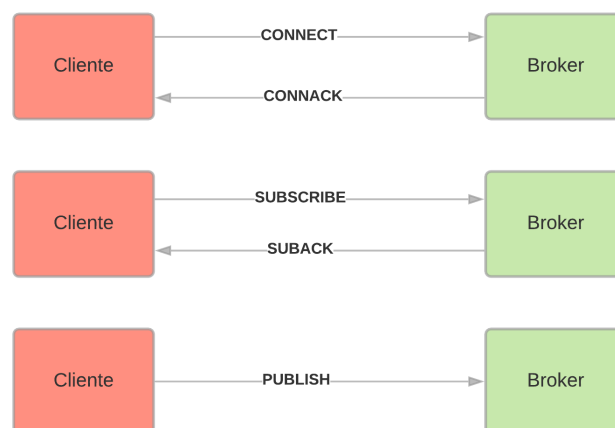 Cliente
CONNECT
CONNACK
Broker
Cliente
SUBSCRIBE
SUBACK
Broker
Cliente
PUBLISH
Broker